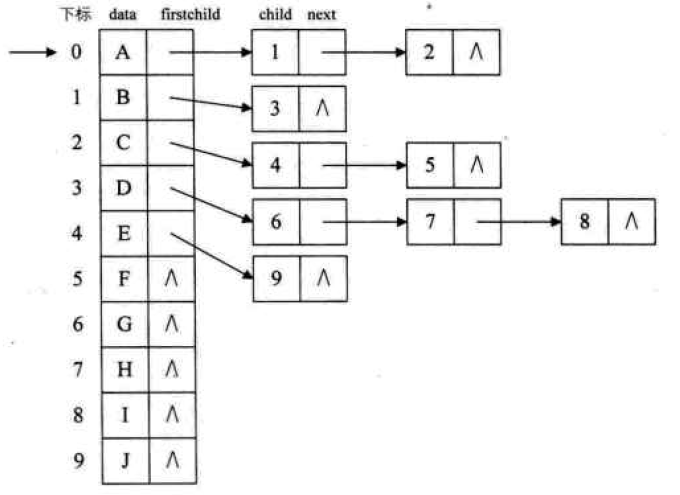 下标 data firstchild child next
0 A 1 2 Λ
1 B 3 Λ
2 C 4 5 Λ
3 D 6 7 8 Λ
4 E 9 Λ
5 F Λ
6 G Λ
7 H Λ
8 I Λ
9 J Λ